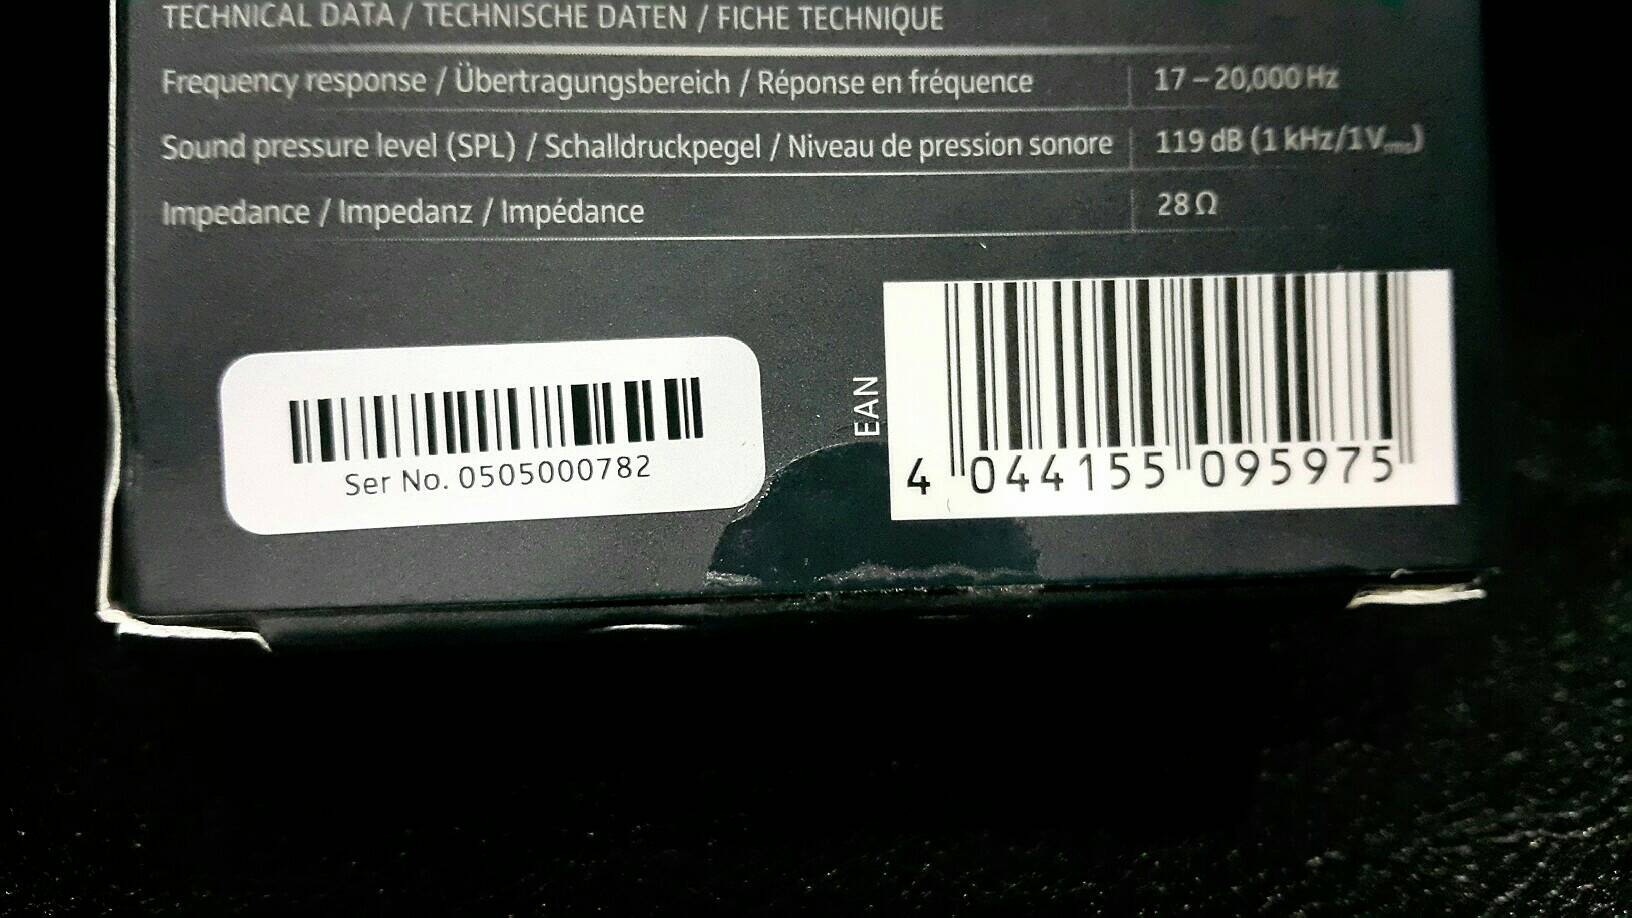 TECHNICAL DATA / TECHNISCHE DATEN / FICHE TECHNIQUE
Frequency response / Übertragungsbereich / Réponse en fréquence 17 – 20,000 Hz
Sound pressure level (SPL) / Schalldruckpegel / Niveau de pression sonore 119 dB (1 kHz/1V)
Impedance / Impedanz / Impédance 28 Ω
Ser No. 0505000782
EAN
4 044155 095975